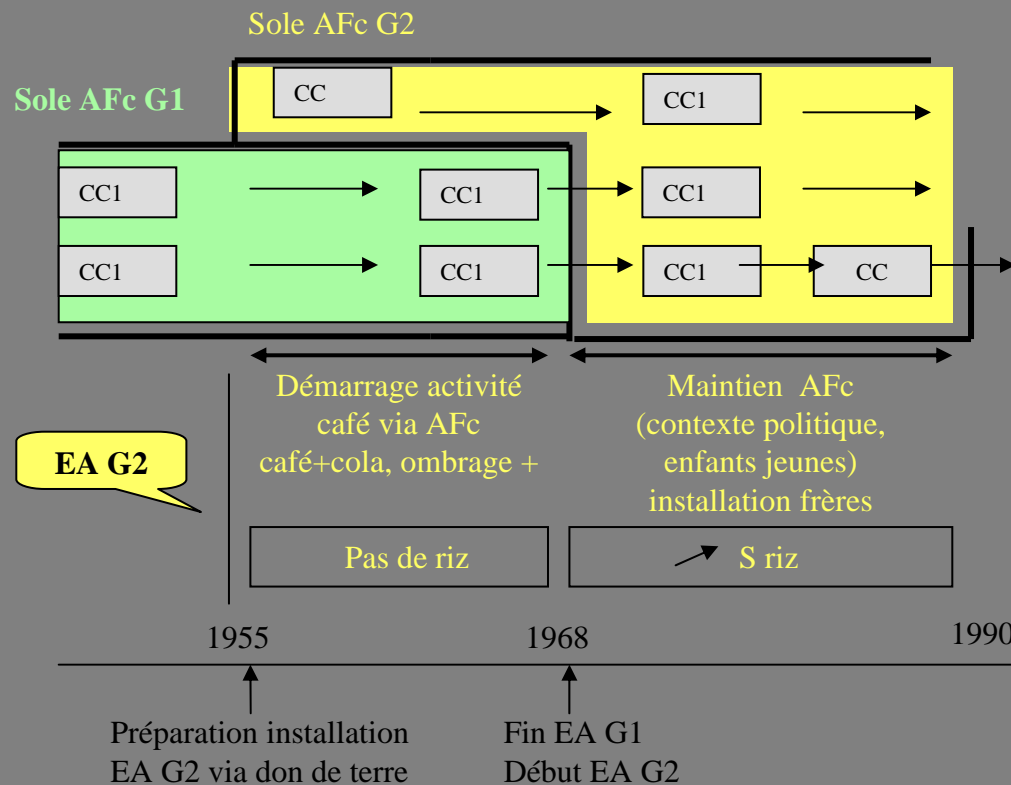 Sole AFc G2
Sole AFc G1
CC
CC1
CC1
CC1
CC1
CC1
CC1
CC1
CC
Démarrage activité
café via AFc
café+cola, ombrage +
Maintien AFc
(contexte politique,
enfants jeunes)
installation frères
EA G2
Pas de riz
S riz
1955
1968
1990
Préparation installation
EA G2 via don de terre
Fin EA G1
Début EA G2